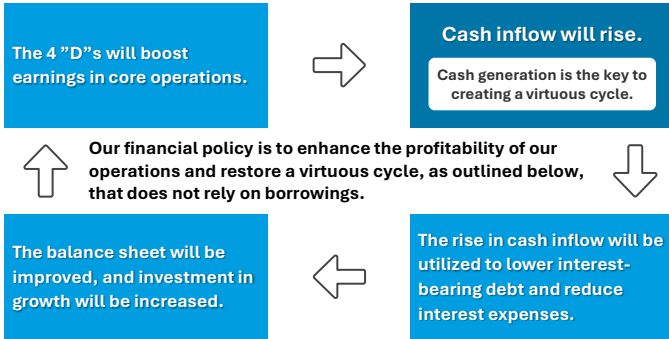 The 4 ”D”s will boost
earnings in core operations.
Cash inflow will rise.
Cash generation is the key to
creating a virtuous cycle.
Our financial policy is to enhance the profitability of our
operations and restore a virtuous cycle, as outlined below,
that does not rely on borrowings.
The balance sheet will be
improved, and investment in
growth will be increased.
The rise in cash inflow will be
utilized to lower interest-
bearing debt and reduce
interest expenses.